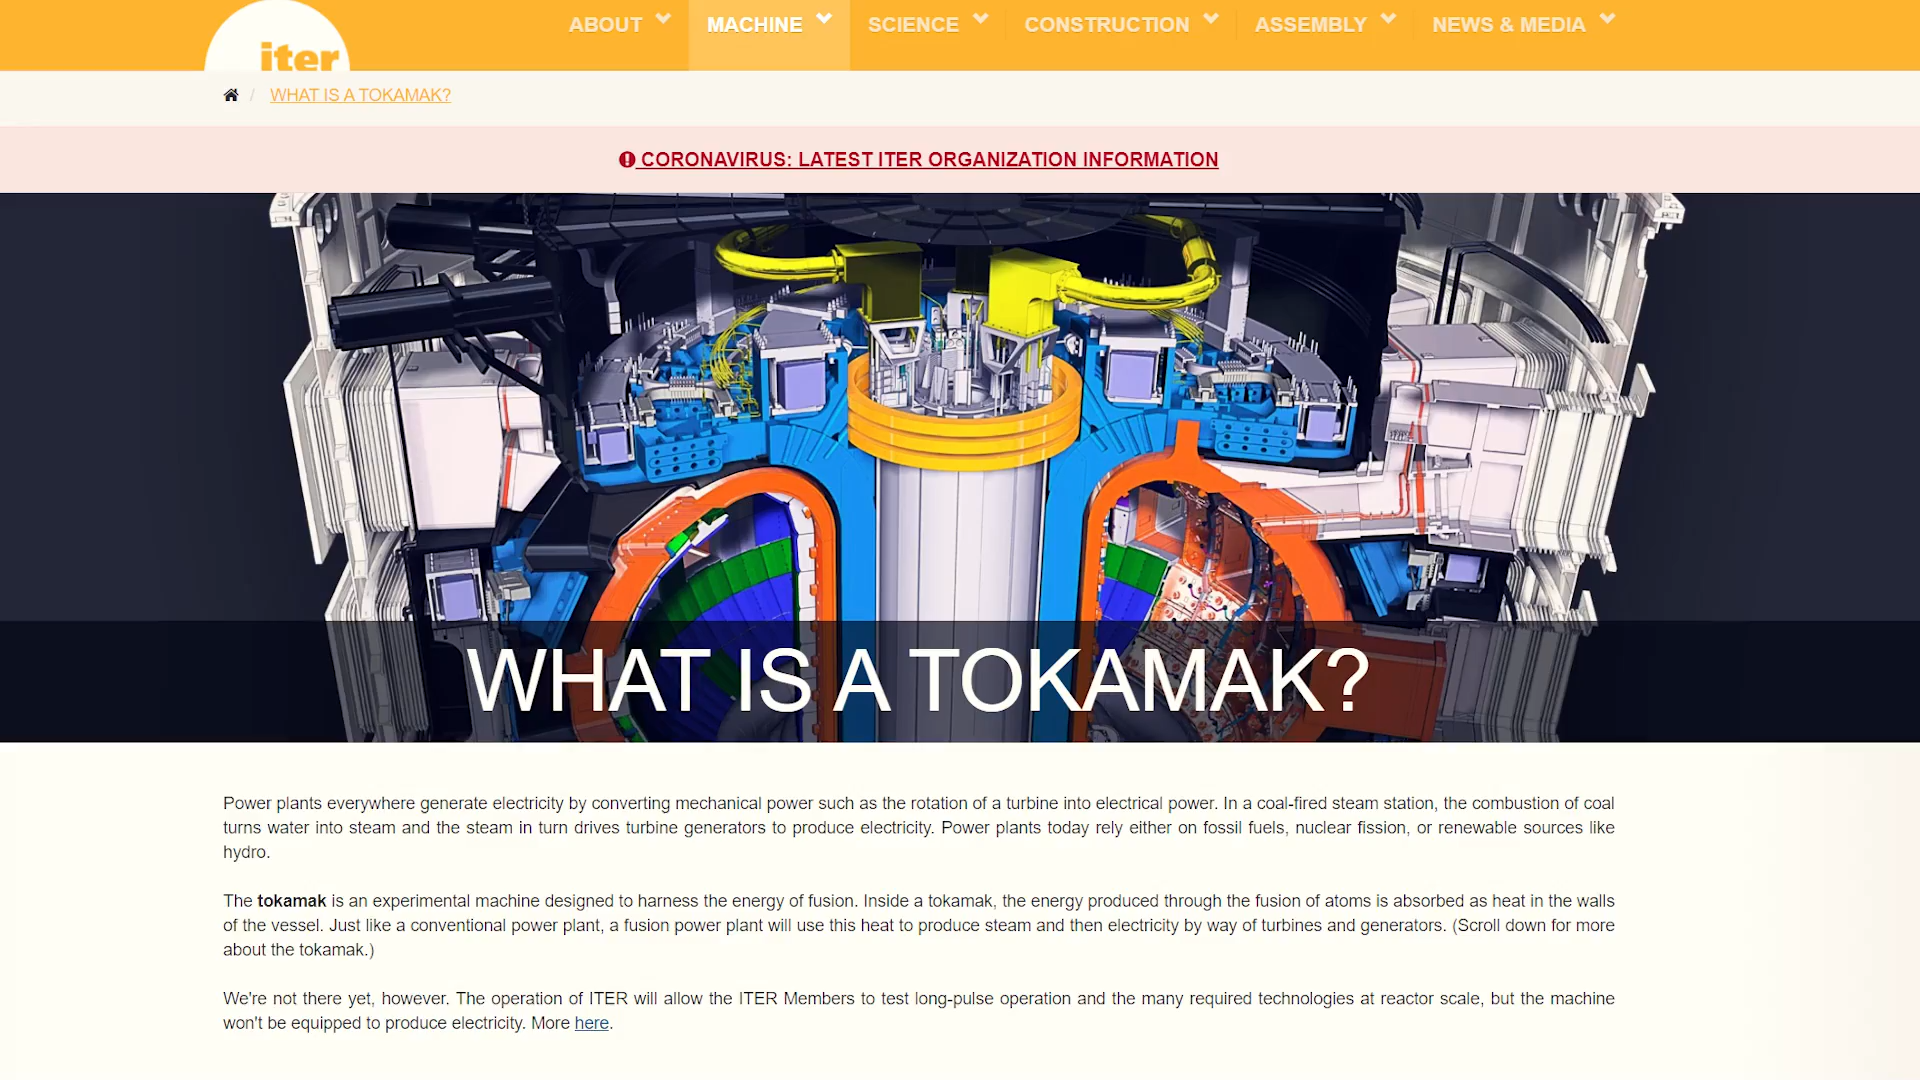 ABOUT MACHINE SCIENCE CONSTRUCTION ASSEMBLY NEWS & MEDIA
iter
/ WHAT IS A TOKAMAK?
CORONAVIRUS: LATEST ITER ORGANIZATION INFORMATION
WHAT IS A TOKAMAK?
Power plants everywhere generate electricity by converting mechanical power such as the rotation of a turbine into electrical power. In a coal-fired steam station, the combustion of coal
turns water into steam and the steam in turn drives turbine generators to produce electricity. Power plants today rely either on fossil fuels, nuclear fission, or renewable sources like
hydro.
The tokamak is an experimental machine designed to harness the energy of fusion. Inside a tokamak, the energy produced through the fusion of atoms is absorbed as heat in the walls
of the vessel. Just like a conventional power plant, a fusion power plant will use this heat to produce steam and then electricity by way of turbines and generators. (Scroll down for more
about the tokamak.)
We're not there yet, however. The operation of ITER will allow the ITER Members to test long-pulse operation and the many required technologies at reactor scale, but the machine
won't be equipped to produce electricity. More here.